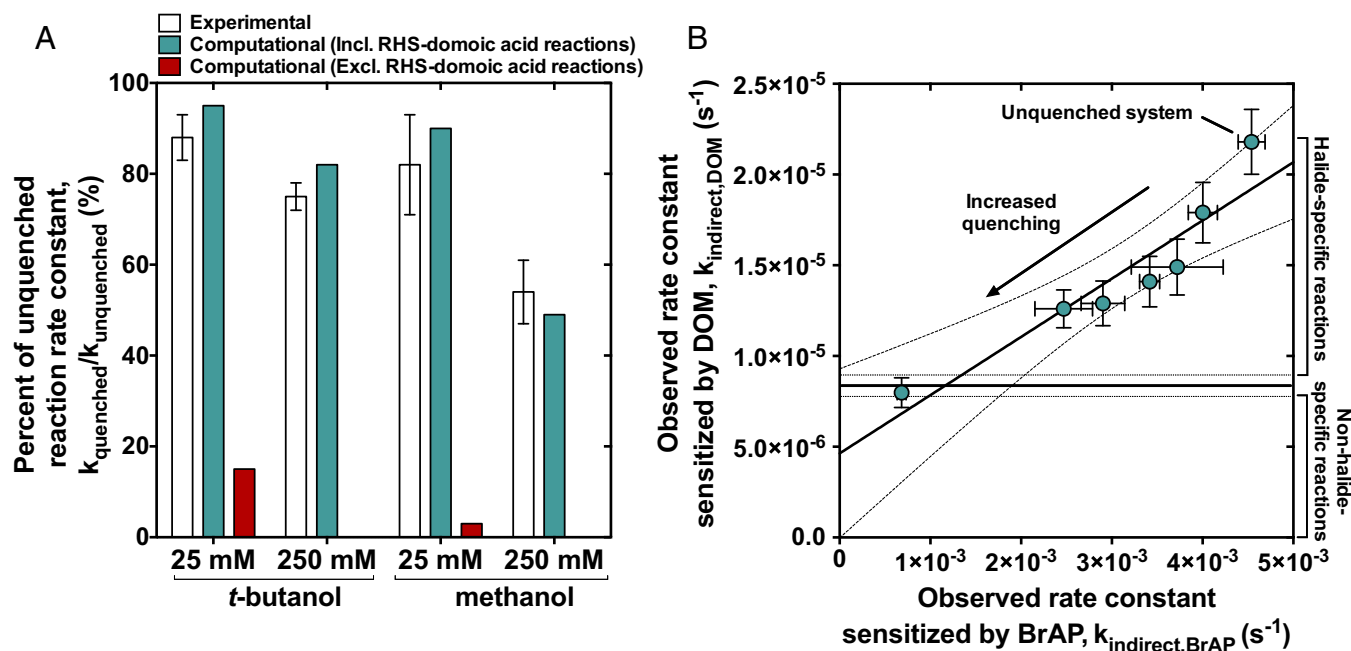 A
Experimental
Computational (Incl. RHS-domoic acid reactions)
Computational (Excl. RHS-domoic acid reactions)
Percent of unquenched
reaction rate constant,
kquenched/kunquenched (%)
100
80
60
40
20
0
25 mM 250 mM 25 mM 250 mM
t-butanol methanol
B
Observed rate constant
sensitized by DOM, kindirect,DOM (s-1)
2.5×10-5
2.0×10-5
1.5×10-5
1.0×10-5
5.0×10-6
0.0
Unquenched system
Increased
quenching
Halide-specific reactions
Non-halide-
specific reactions
0 1×10-3 2×10-3 3×10-3 4×10-3 5×10-3
Observed rate constant
sensitized by BrAP, kindirect,BrAP (s-1)